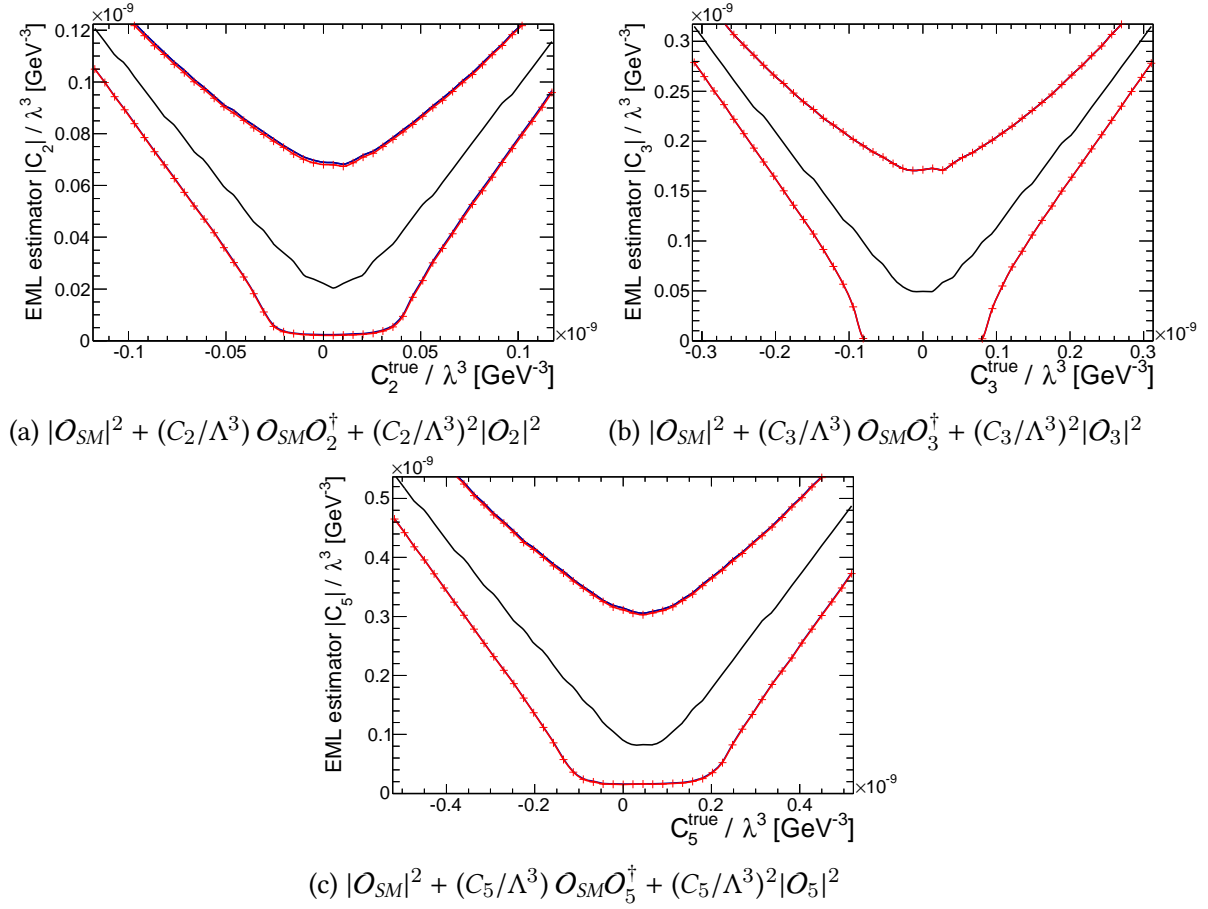 ×10⁻⁹ ×10⁻⁹
EML estimator |C₂| / λ³ [GeV⁻³]
0.12
0.1
0.08
0.06
0.04
0.02
0
-0.1 -0.05 0 0.05 0.1 ×10⁻⁹
C₂ᵗʳᵘᵉ / λ³ [GeV⁻³]
EML estimator |C₃| / λ³ [GeV⁻³]
0.3
0.25
0.2
0.15
0.1
0.05
0
-0.3 -0.2 -0.1 0 0.1 0.2 0.3 ×10⁻⁹
C₃ᵗʳᵘᵉ / λ³ [GeV⁻³]
(a) |O_SM|² + (C₂/Λ³) O_SM O₂† + (C₂/Λ³)²|O₂|²
(b) |O_SM|² + (C₃/Λ³) O_SM O₃† + (C₃/Λ³)²|O₃|²
×10⁻⁹
EML estimator |C₅| / λ³ [GeV⁻³]
0.5
0.4
0.3
0.2
0.1
0
-0.4 -0.2 0 0.2 0.4 ×10⁻⁹
C₅ᵗʳᵘᵉ / λ³ [GeV⁻³]
(c) |O_SM|² + (C₅/Λ³) O_SM O₅† + (C₅/Λ³)²|O₅|²